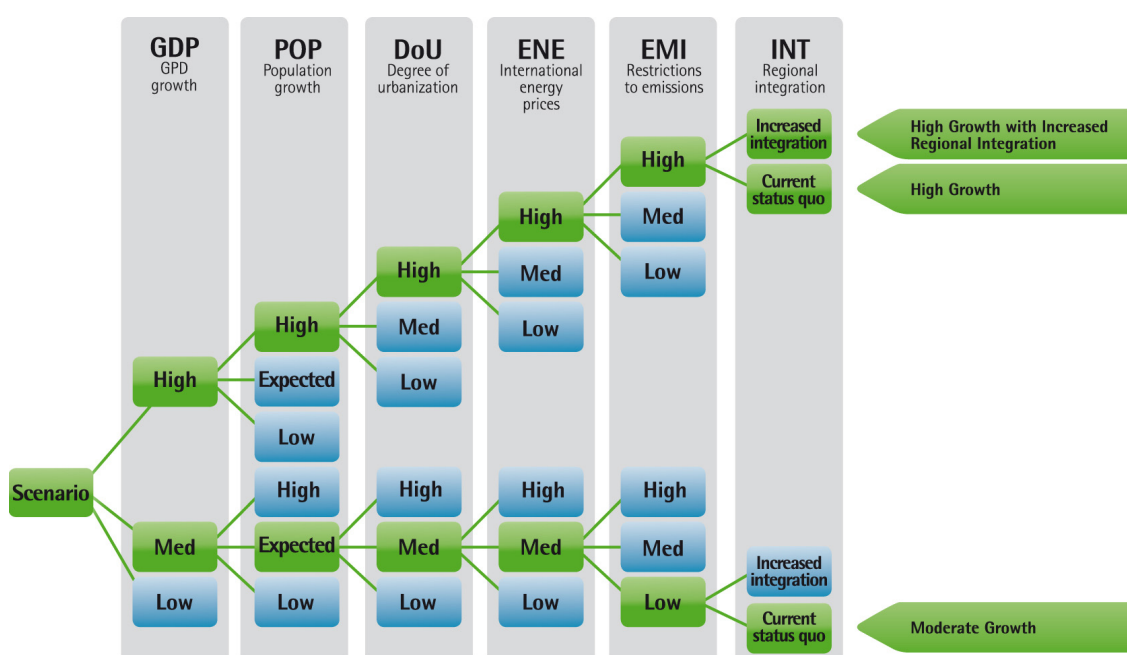 GDP
GPD
growth
POP
Population
growth
DoU
Degree of
urbanization
ENE
International
energy
prices
EMI
Restrictions
to emissions
INT
Regional
integration
Increased
integration
High Growth with Increased
Regional Integration
High
Current
status quo
High Growth
High
Med
High
Med
Low
High
Med
Low
High
Expected
Low
Low
Scenario
High
High
High
High
Med
Expected
Med
Med
Med
Increased
integration
Low
Low
Low
Low
Low
Current
status quo
Moderate Growth